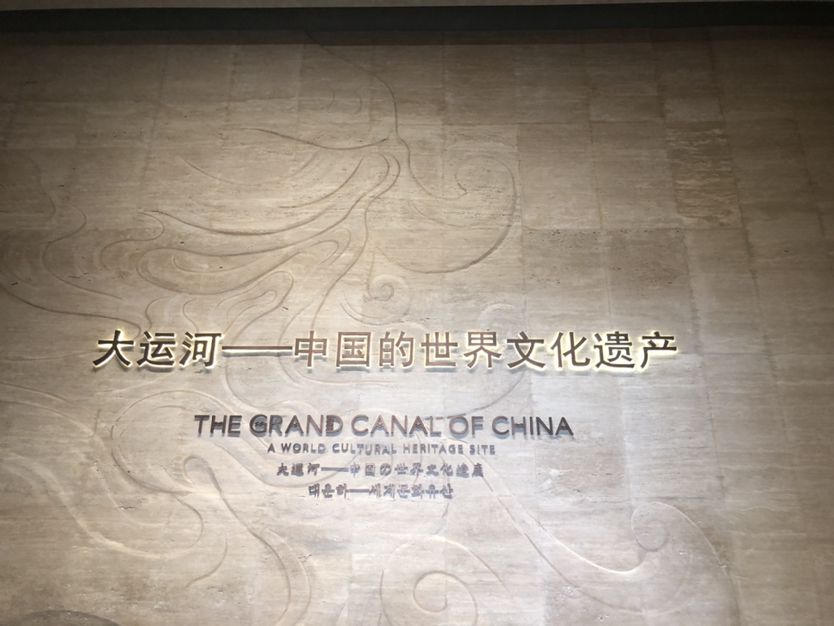 大运河——中国的世界文化遗产
THE GRAND CANAL OF CHINA
A WORLD CULTURAL HERITAGE SITE
大運河——中国の世界文化遺産
대운하——세계문화유산